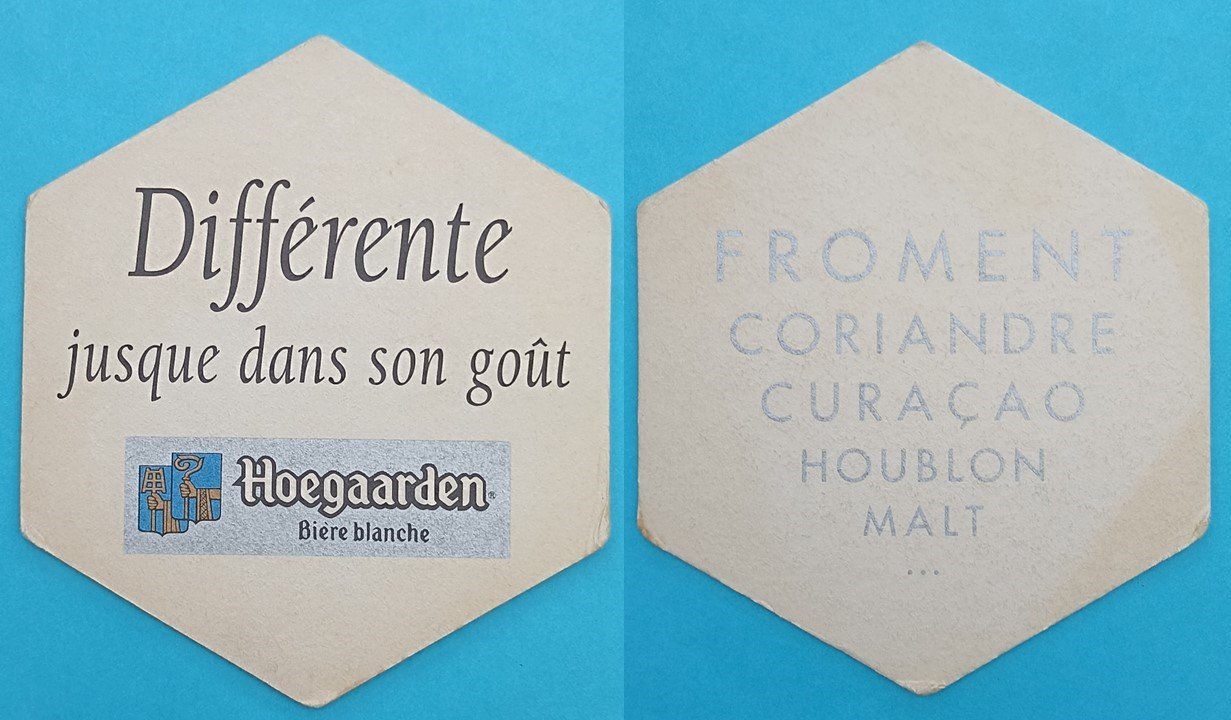 Différente
jusque dans son goût
Hoegaarden®
Bière blanche
FROMENT
CORIANDRE
CURAÇAO
HOUBLON
MALT
...